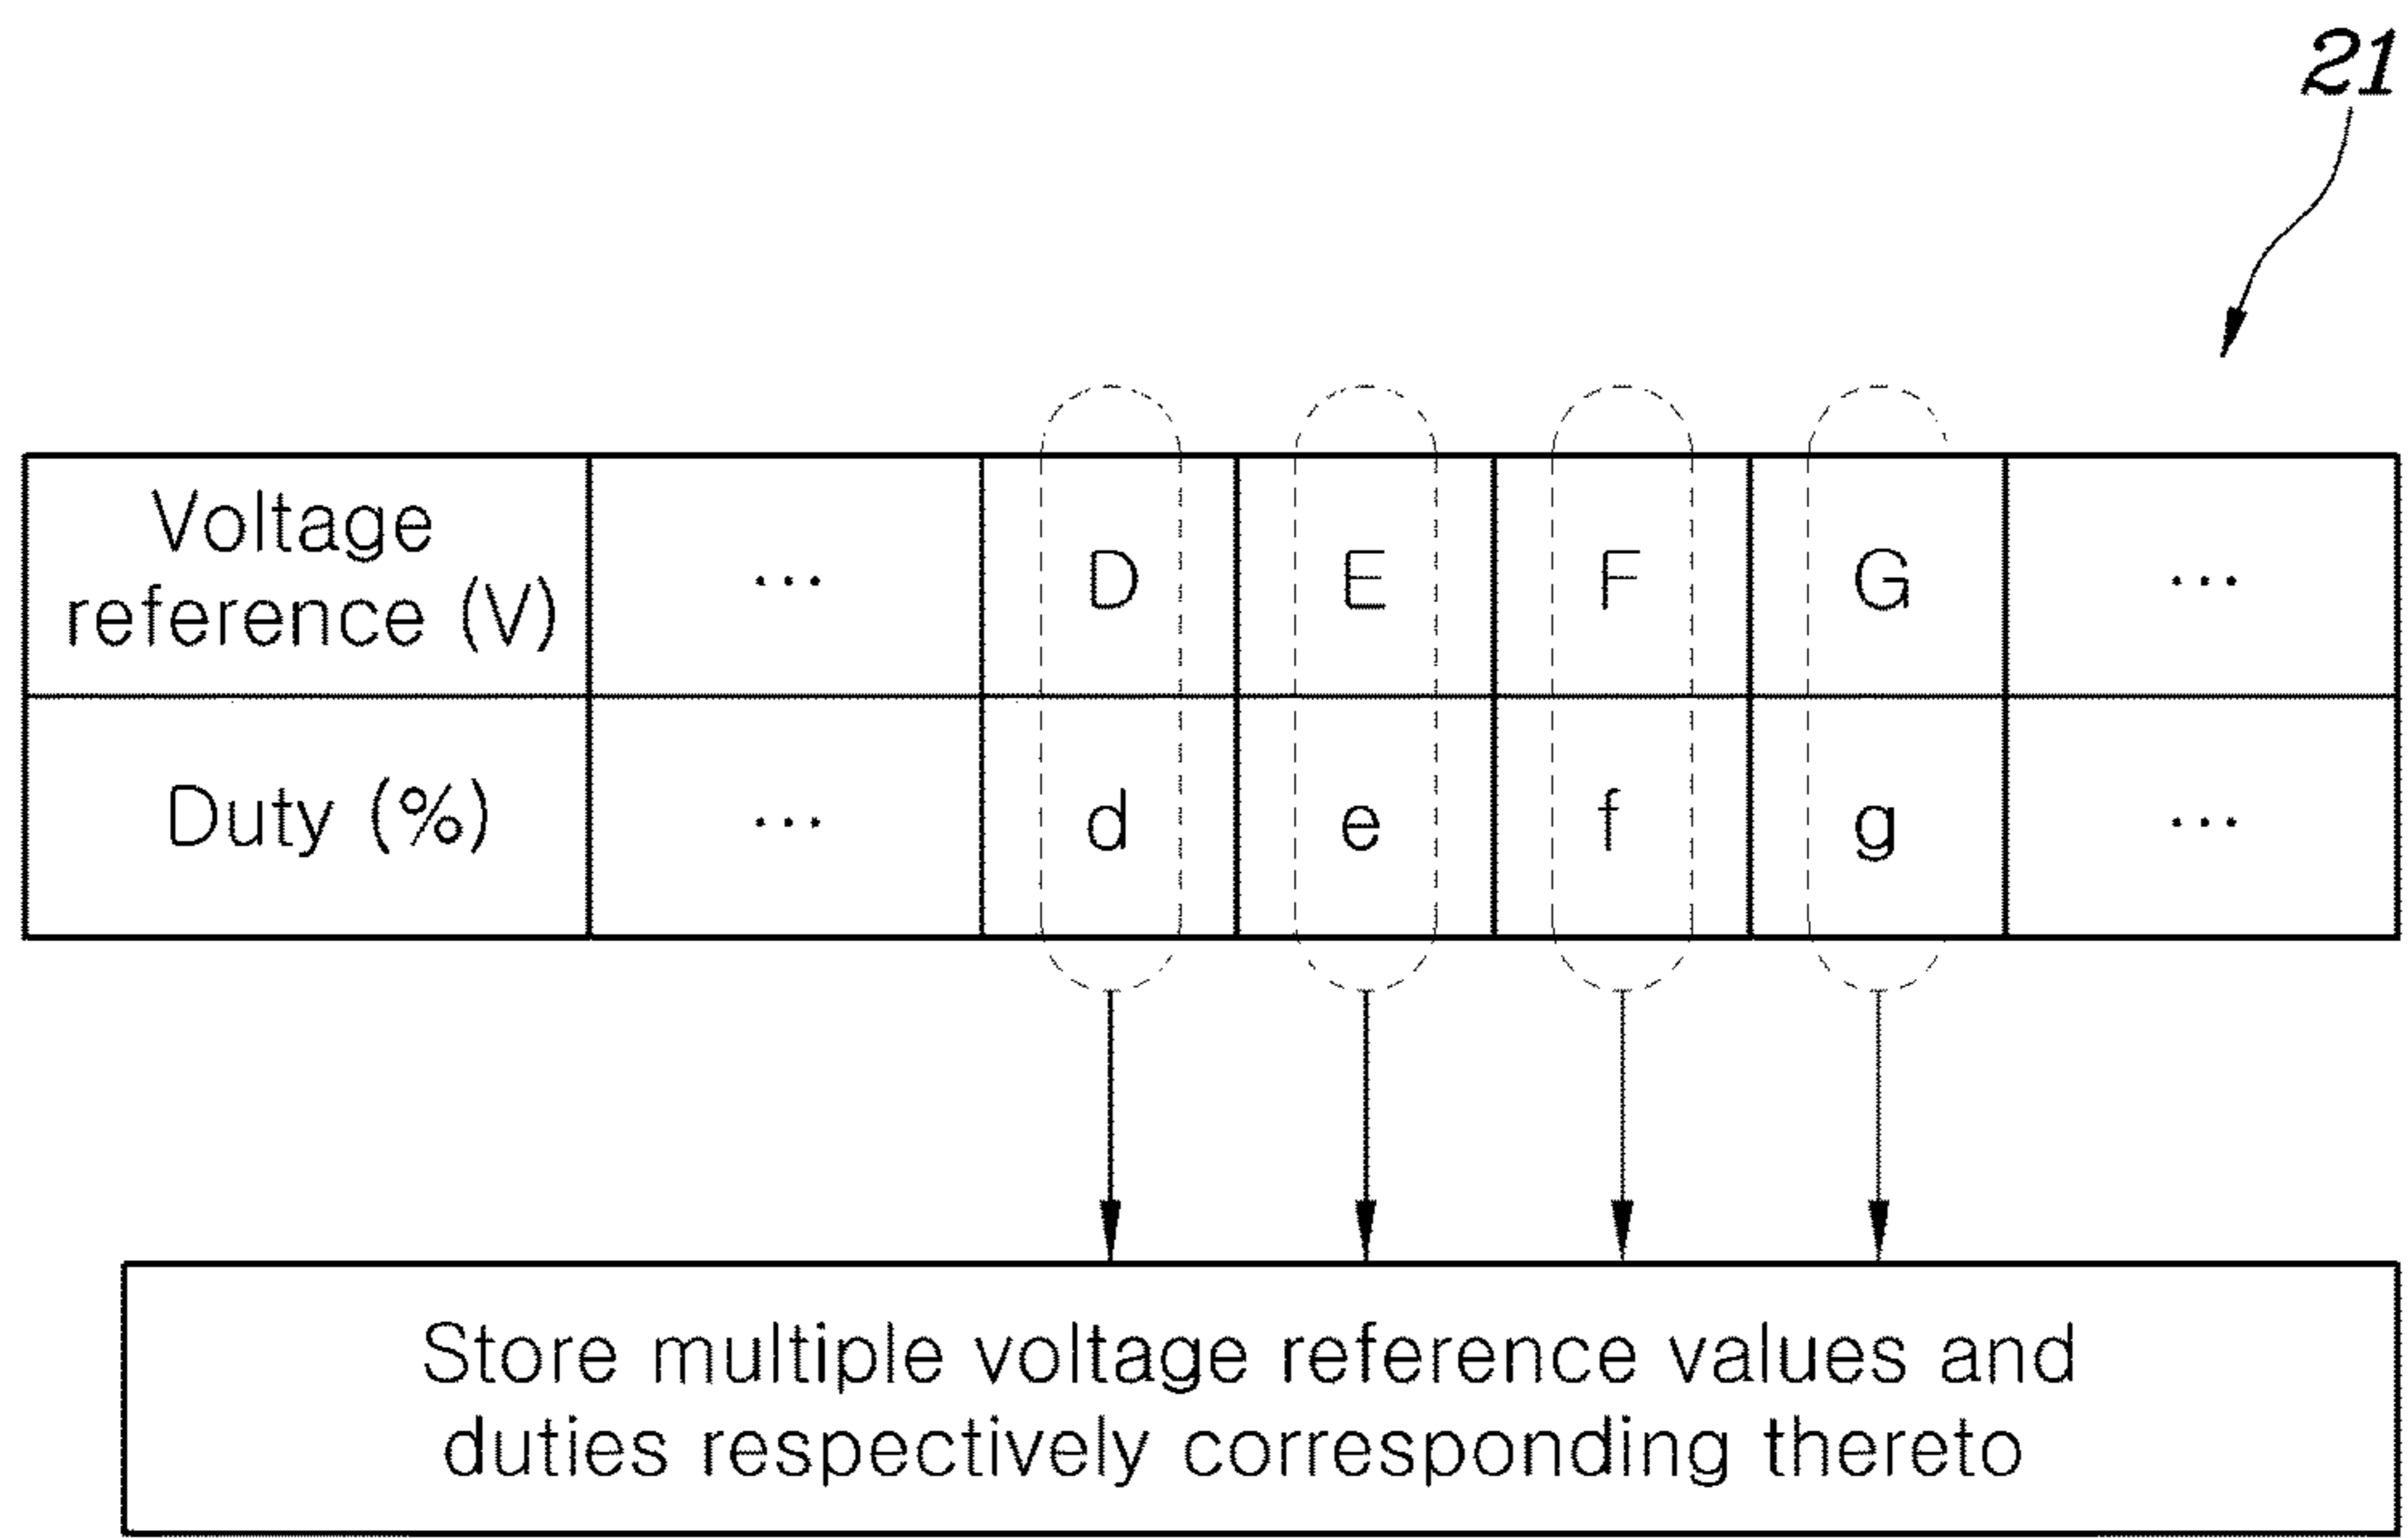 21
Voltage
reference (V) ... D E F G ...
Duty (%) ... d e f g ...
Store multiple voltage reference values and
duties respectively corresponding thereto